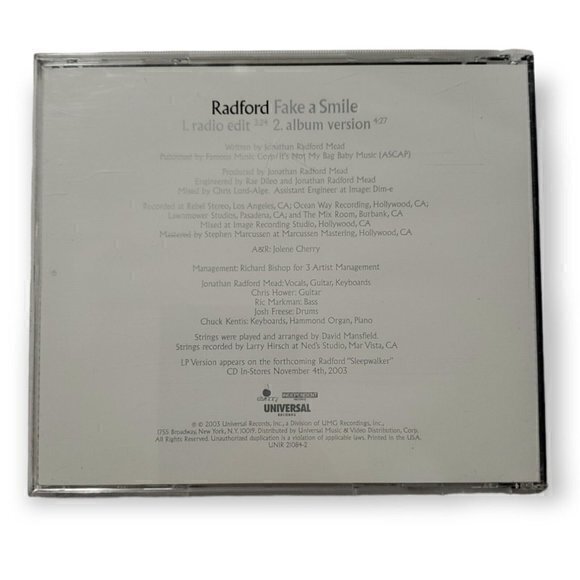 Radford Fake a Smile
1. radio edit 3:24 2. album version 4:27
Written by Jonathan Radford Mead
Published by Famous Music Corp/It's Not My Bag Baby Music (ASCAP)
Produced by Jonathan Radford Mead
Engineered by Rae Dileo and Jonathan Radford Mead
Mixed by Chris Lord-Alge. Assistant Engineer at Image: Dim-e
Recorded at Rebel Stereo, Los Angeles, CA; Ocean Way Recording, Hollywood, CA;
Lawnmower Studios, Pasadena, CA; and The Mix Room, Burbank, CA
Mixed at Image Recording Studio, Hollywood, CA
Mastered by Stephen Marcussen at Marcussen Mastering, Hollywood, CA
A&R: Jolene Cherry
Management: Richard Bishop for 3 Artist Management
Jonathan Radford Mead: Vocals, Guitar, Keyboards
Chris Hower: Guitar
Ric Markman: Bass
Josh Freese: Drums
Chuck Kentis: Keyboards, Hammond Organ, Piano
Strings were played and arranged by David Mansfield.
Strings recorded by Larry Hirsch at Ned's Studio, Mar Vista, CA
LP Version appears on the forthcoming Radford "Sleepwalker"
CD In-Stores November 4th, 2003
cherry INDEPENDENT
UNIVERSAL
RECORDS
℗ © 2003 Universal Records, Inc., a Division of UMG Recordings, Inc.,
1755 Broadway, New York, N.Y. 10019. Distributed by Universal Music & Video Distribution, Corp.
All Rights Reserved. Unauthorized duplication is a violation of applicable laws. Printed in the U.S.A.
UNIR 21084-2